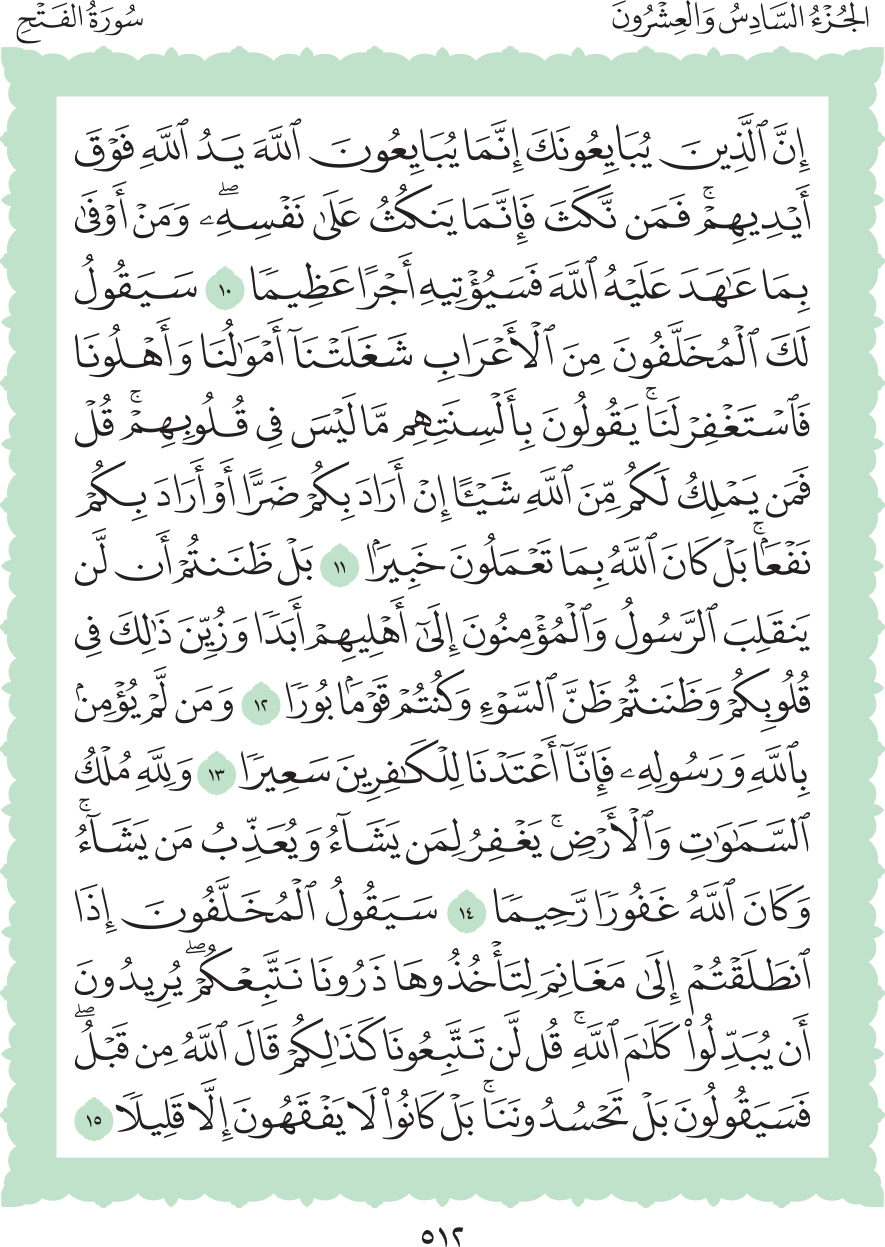 الجُزْءُ السَّادِسُ وَالعِشْرُونَ
سُورَةُ الفَتْحِ
إِنَّ ٱلَّذِينَ يُبَايِعُونَكَ إِنَّمَا يُبَايِعُونَ ٱللَّهَ يَدُ ٱللَّهِ فَوْقَ
أَيْدِيهِمْۚ فَمَن نَّكَثَ فَإِنَّمَا يَنكُثُ عَلَىٰ نَفْسِهِۦۖ وَمَنْ أَوْفَىٰ
بِمَا عَٰهَدَ عَلَيْهُ ٱللَّهَ فَسَيُؤْتِيهِ أَجْرًا عَظِيمٗا ١٠ سَيَقُولُ
لَكَ ٱلْمُخَلَّفُونَ مِنَ ٱلْأَعْرَابِ شَغَلَتْنَآ أَمْوَٰلُنَا وَأَهْلُونَا
فَٱسْتَغْفِرْ لَنَاۚ يَقُولُونَ بِأَلْسِنَتِهِم مَّا لَيْسَ فِي قُلُوبِهِمْۚ قُلْ
فَمَن يَمْلِكُ لَكُم مِّنَ ٱللَّهِ شَيْـًٔا إِنْ أَرَادَ بِكُمْ ضَرًّا أَوْ أَرَادَ بِكُمْ
نَفْعَۢاۚ بَلْ كَانَ ٱللَّهُ بِمَا تَعْمَلُونَ خَبِيرَۢا ١١ بَلْ ظَنَنتُمْ أَن لَّن
يَنقَلِبَ ٱلرَّسُولُ وَٱلْمُؤْمِنُونَ إِلَىٰٓ أَهْلِيهِمْ أَبَدٗا وَزُيِّنَ ذَٰلِكَ فِي
قُلُوبِكُمْ وَظَنَنتُمْ ظَنَّ ٱلسَّوْءِ وَكُنتُمْ قَوْمَۢا بُورٗا ١٢ وَمَن لَّمْ يُؤْمِنۢ
بِٱللَّهِ وَرَسُولِهِۦ فَإِنَّآ أَعْتَدْنَا لِلْكَٰفِرِينَ سَعِيرٗا ١٣ وَلِلَّهِ مُلْكُ
ٱلسَّمَٰوَٰتِ وَٱلْأَرْضِۚ يَغْفِرُ لِمَن يَشَآءُ وَيُعَذِّبُ مَن يَشَآءُۚ
وَكَانَ ٱللَّهُ غَفُورٗا رَّحِيمٗا ١٤ سَيَقُولُ ٱلْمُخَلَّفُونَ إِذَا
ٱنطَلَقْتُمْ إِلَىٰ مَغَانِمَ لِتَأْخُذُوهَا ذَرُونَا نَتَّبِعْكُمْۖ يُرِيدُونَ
أَن يُبَدِّلُوا۟ كَلَٰمَ ٱللَّهِۚ قُل لَّن تَتَّبِعُونَا كَذَٰلِكُمْ قَالَ ٱللَّهُ مِن قَبْلُۖ
فَسَيَقُولُونَ بَلْ تَحْسُدُونَنَاۚ بَلْ كَانُوا۟ لَا يَفْقَهُونَ إِلَّا قَلِيلٗا ١٥
٥١٢